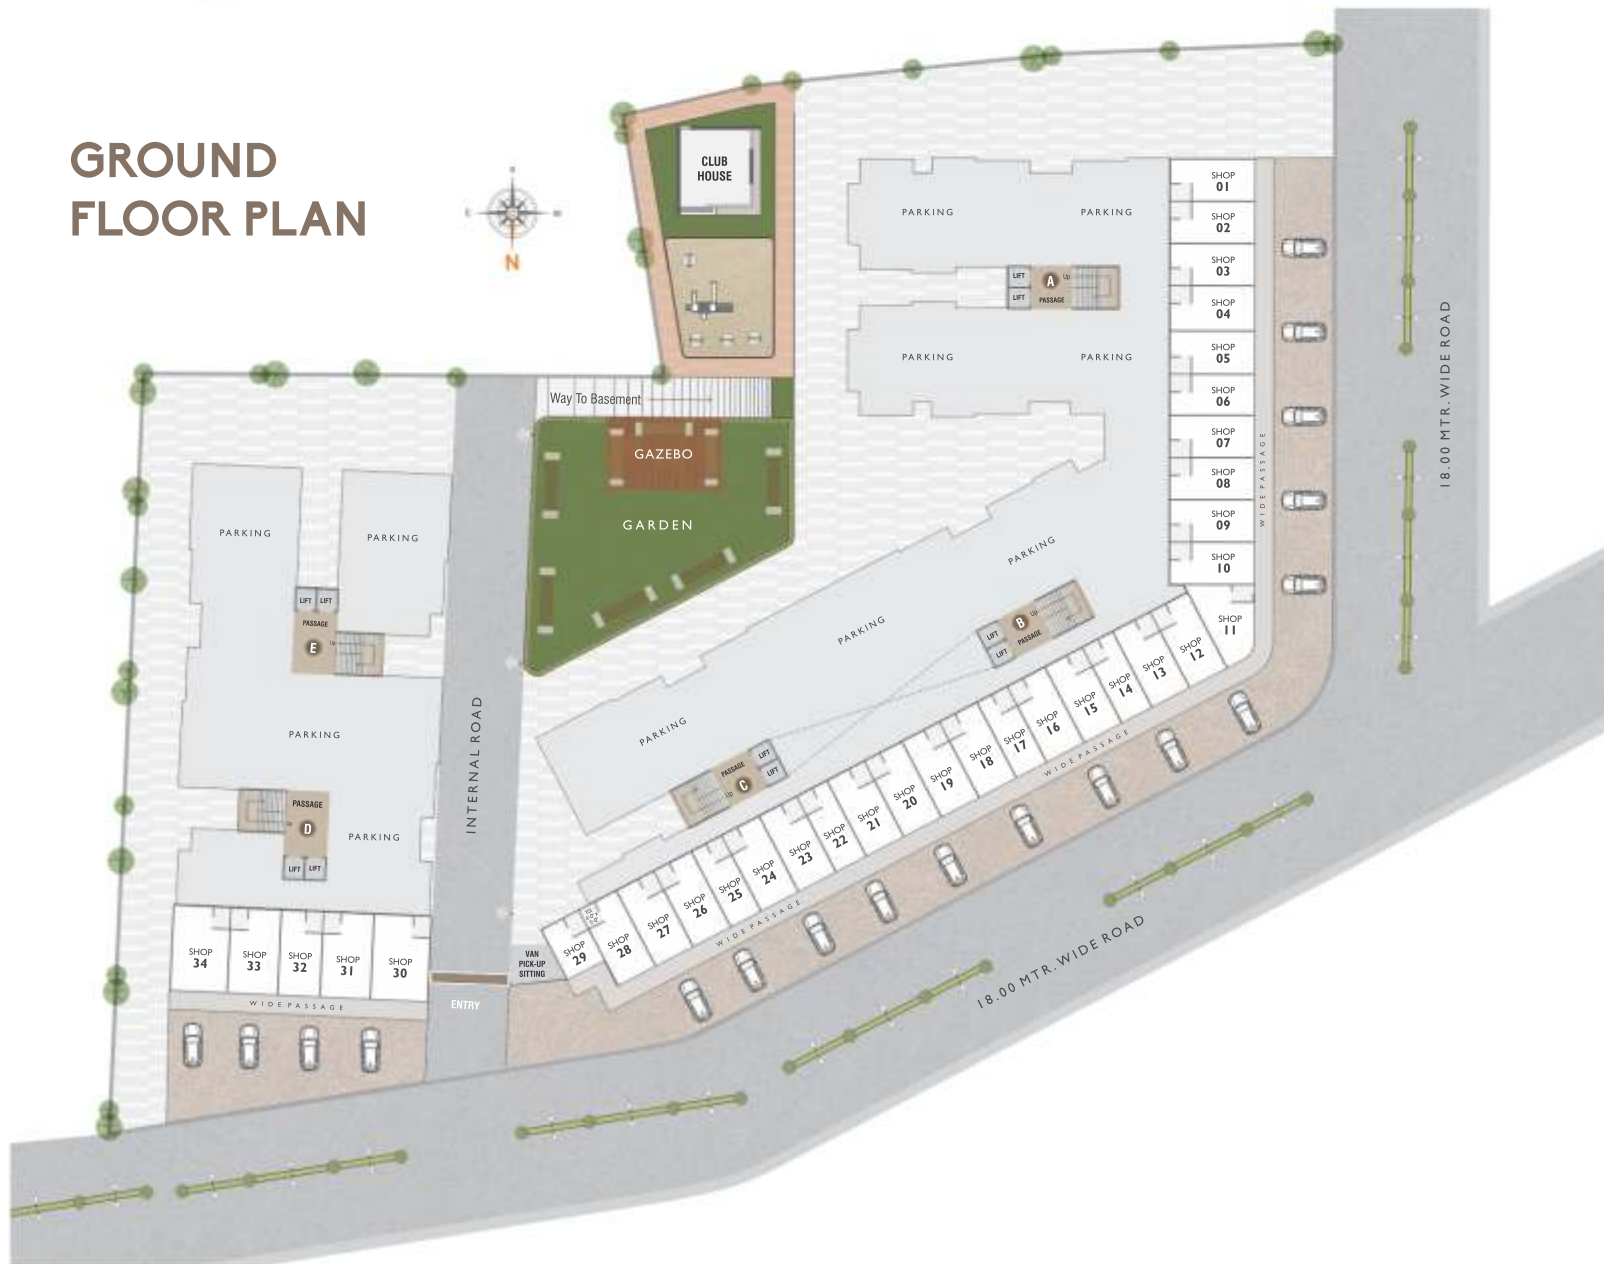 GROUND
FLOOR PLAN
E
W
N
CLUB
HOUSE
PARKING
PARKING
LIFT
LIFT
A
Up
PASSAGE
PARKING
PARKING
SHOP
01
SHOP
02
SHOP
03
SHOP
04
SHOP
05
SHOP
06
SHOP
07
SHOP
08
SHOP
09
SHOP
10
SHOP
11
WIDE PASSAGE
18.00 MTR. WIDE ROAD
Way To Basement
GAZEBO
GARDEN
PARKING
PARKING
LIFT
LIFT
PASSAGE
Up
E
PARKING
PASSAGE
Up
D
LIFT
LIFT
PARKING
INTERNAL ROAD
PARKING
PARKING
PARKING
LIFT
LIFT
B
Up
PASSAGE
PASSAGE
LIFT
LIFT
Up
C
SHOP
12
SHOP
13
SHOP
14
SHOP
15
SHOP
16
SHOP
17
SHOP
18
SHOP
19
SHOP
20
SHOP
21
SHOP
22
SHOP
23
SHOP
24
SHOP
25
SHOP
26
SHOP
27
SHOP
28
SHOP
29
WIDE PASSAGE
WIDE PASSAGE
18.00 MTR. WIDE ROAD
VAN
PICK-UP
SITTING
ENTRY
SHOP
34
SHOP
33
SHOP
32
SHOP
31
SHOP
30
WIDE PASSAGE